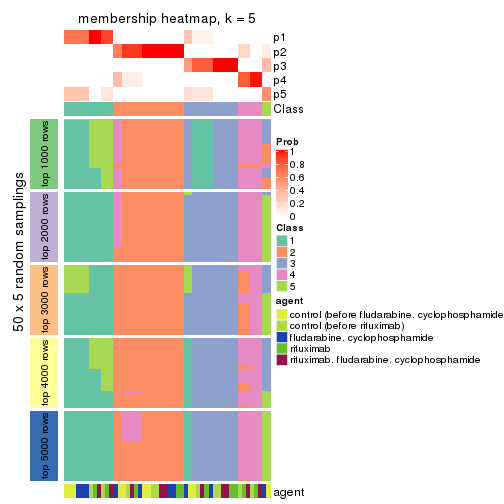 membership heatmap, k = 5
p1
p2
p3
p4
p5
Class
50 x 5 random samplings
top 1000 rows
top 2000 rows
top 3000 rows
top 4000 rows
top 5000 rows
Prob
1
0.8
0.6
0.4
0.2
0
Class
1
2
3
4
5
agent
control (before fludarabine. cyclophosphamide
control (before rituximab)
fludarabine. cyclophosphamide
rituximab
rituximab. fludarabine. cyclophosphamide
agent